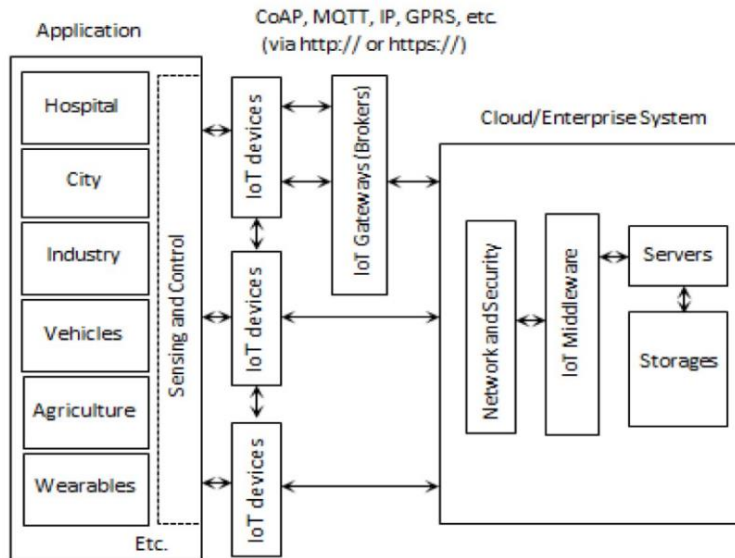 CoAP, MQTT, IP, GPRS, etc.
(via http:// or https://)
Application
Hospital
City
Industry
Vehicles
Agriculture
Wearables
Etc.
Sensing and Control
IoT devices
IoT devices
IoT devices
IoT Gateways (Brokers)
Cloud/Enterprise System
Network and Security
IoT Middleware
Servers
Storages